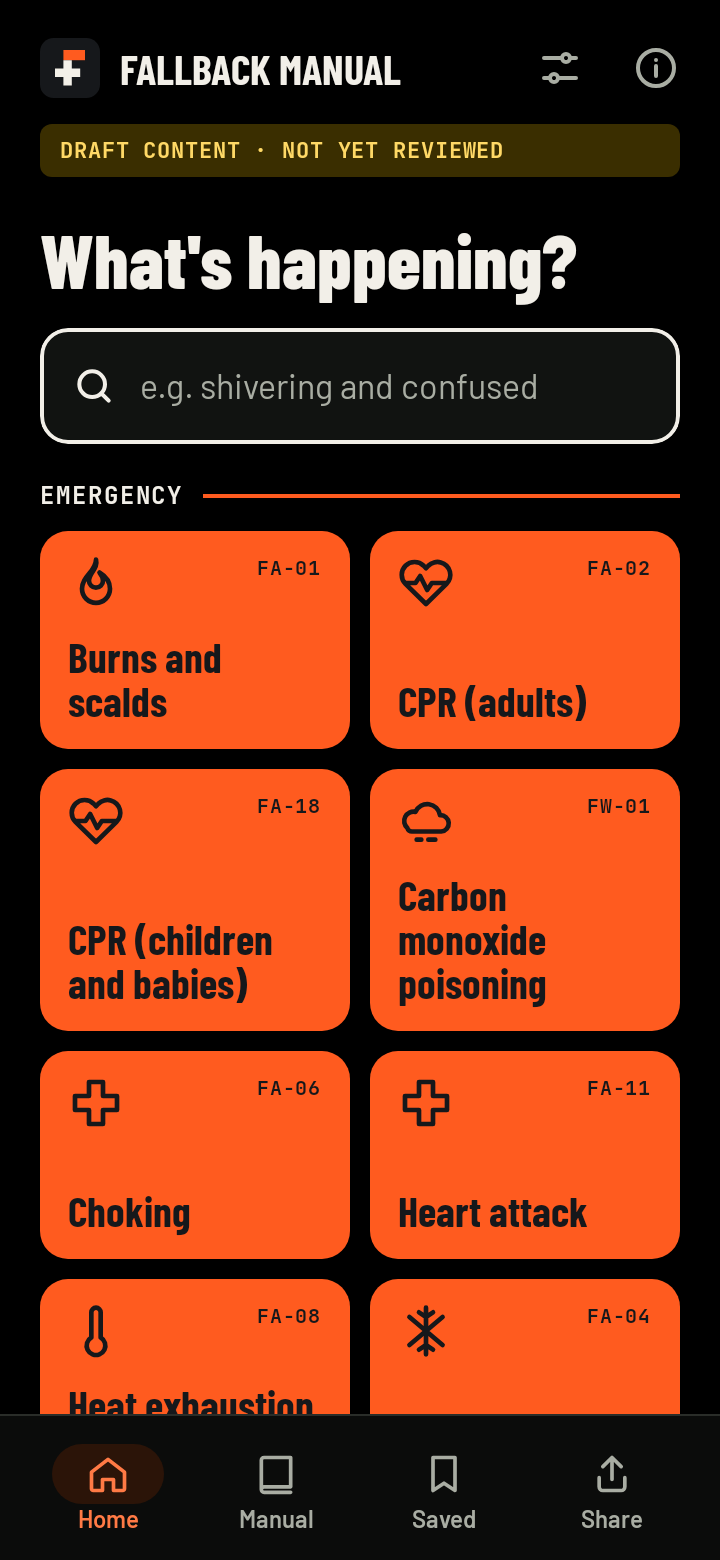 FALLBACK MANUAL
DRAFT CONTENT · NOT YET REVIEWED
What's happening?
e.g. shivering and confused
EMERGENCY
FA-01
Burns and
scalds
FA-02
CPR (adults)
FA-18
CPR (children
and babies)
FW-01
Carbon
monoxide
poisoning
FA-06
Choking
FA-11
Heart attack
FA-08
Heat exhaustion
FA-04
Home
Manual
Saved
Share